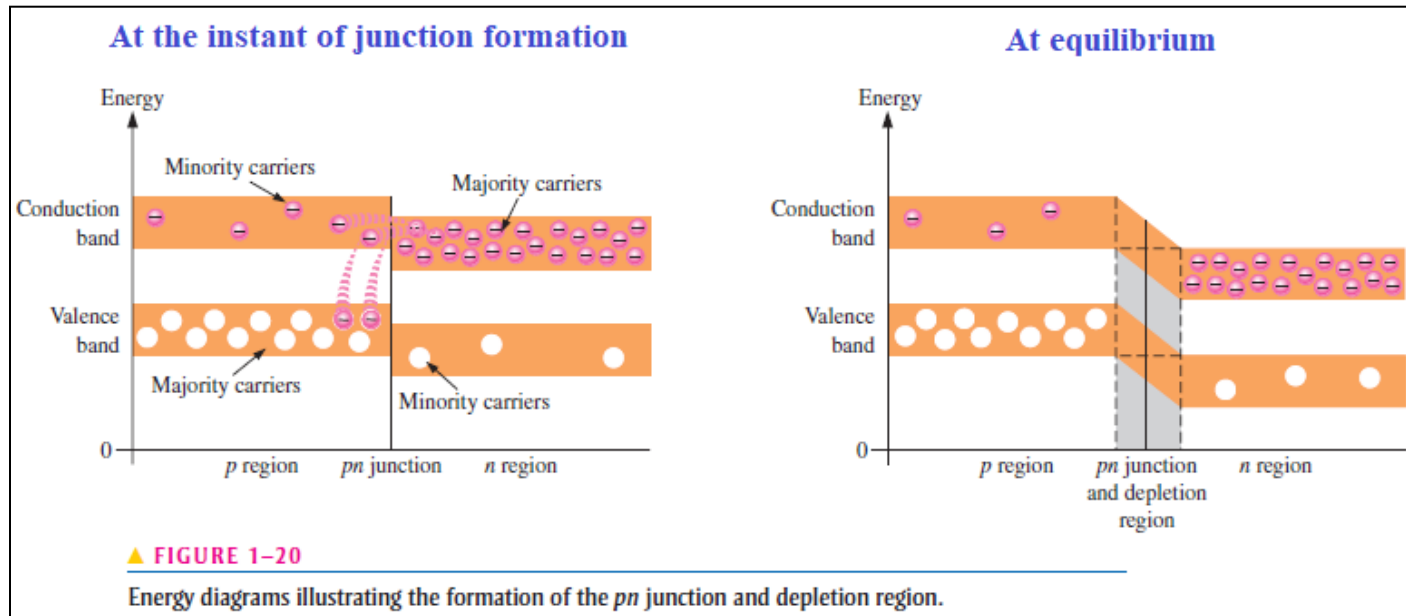 At the instant of junction formation
Energy
Minority carriers
Majority carriers
Conduction
band
Valence
band
Majority carriers
Minority carriers
0
p region
pn junction
n region
At equilibrium
Energy
Conduction
band
Valence
band
0
p region
pn junction
and depletion
region
n region
▲ FIGURE 1–20
Energy diagrams illustrating the formation of the pn junction and depletion region.